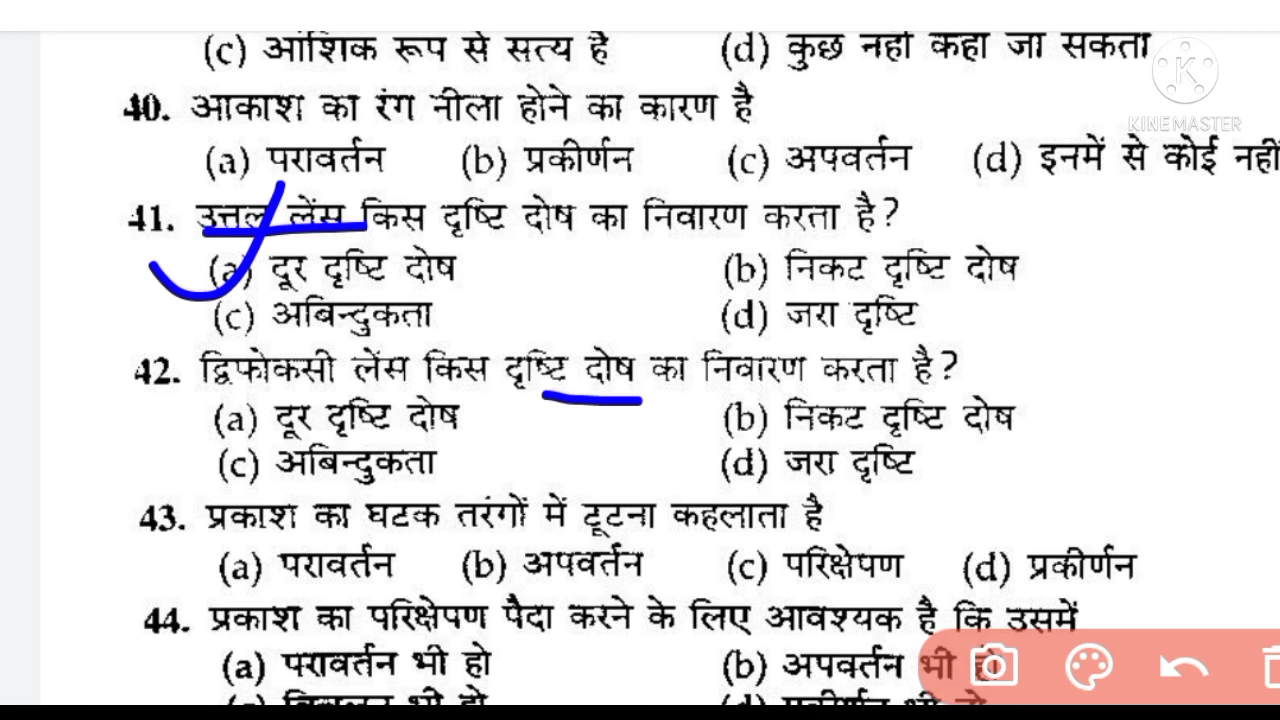 (c) आंशिक रूप से सत्य है (d) कुछ नहीं कहा जा सकता
KINEMASTER
40. आकाश का रंग नीला होने का कारण है
(a) परावर्तन (b) प्रकीर्णन (c) अपवर्तन (d) इनमें से कोई नहीं
41. उत्तल लेंस किस दृष्टि दोष का निवारण करता है?
(a) दूर दृष्टि दोष (b) निकट दृष्टि दोष
(c) अबिन्दुकता (d) जरा दृष्टि
42. द्विफोकसी लेंस किस दृष्टि दोष का निवारण करता है?
(a) दूर दृष्टि दोष (b) निकट दृष्टि दोष
(c) अबिन्दुकता (d) जरा दृष्टि
43. प्रकाश का घटक तरंगों में टूटना कहलाता है
(a) परावर्तन (b) अपवर्तन (c) परिक्षेपण (d) प्रकीर्णन
44. प्रकाश का परिक्षेपण पैदा करने के लिए आवश्यक है कि उसमें
(a) परावर्तन भी हो (b) अपवर्तन भी हो